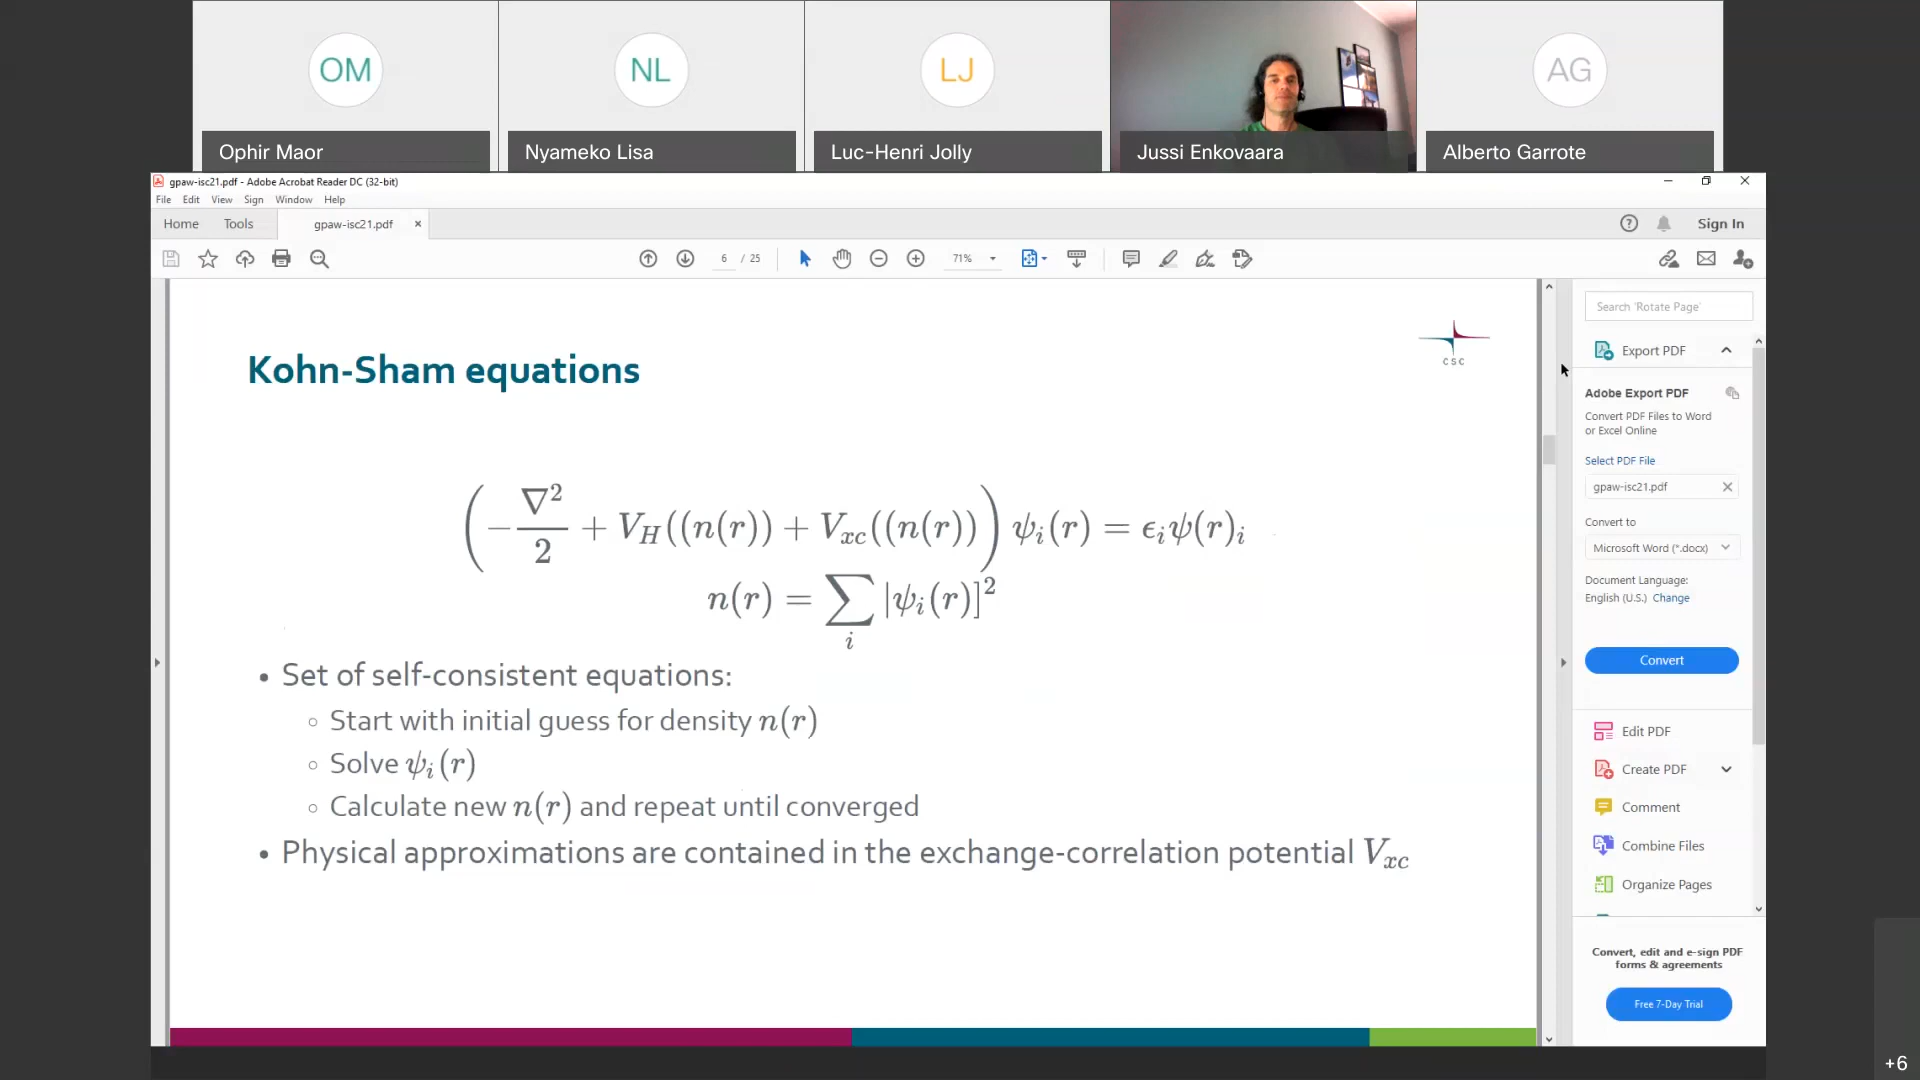 OM
NL
LJ
AG
Ophir Maor
Nyameko Lisa
Luc-Henri Jolly
Jussi Enkovaara
Alberto Garrote
gpaw-isc21.pdf - Adobe Acrobat Reader DC (32-bit)
File Edit View Sign Window Help
Home Tools gpaw-isc21.pdf × Sign In
6 / 25 71%
Kohn-Sham equations
CSC
(−∇²/2 + V_H((n(r)) + V_xc((n(r))) ψ_i(r) = ϵ_iψ(r)_i
n(r) = ∑_i |ψ_i(r)]²
• Set of self-consistent equations:
◦ Start with initial guess for density n(r)
◦ Solve ψ_i(r)
◦ Calculate new n(r) and repeat until converged
• Physical approximations are contained in the exchange-correlation potential V_xc
Search 'Rotate Page'
Export PDF
Adobe Export PDF
Convert PDF Files to Word
or Excel Online
Select PDF File
gpaw-isc21.pdf
Convert to
Microsoft Word (*.docx)
Document Language:
English (U.S.) Change
Convert
Edit PDF
Create PDF
Comment
Combine Files
Organize Pages
Convert, edit and e-sign PDF
forms & agreements
Free 7-Day Trial
+6